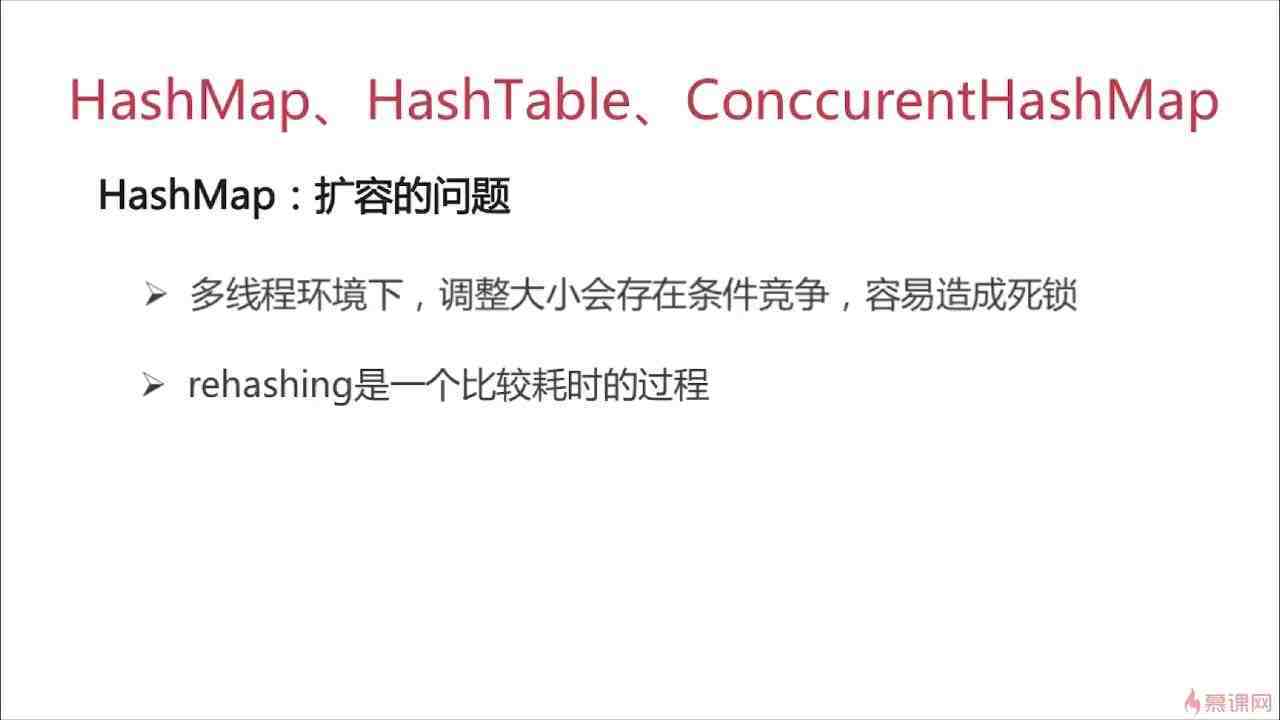 HashMap、HashTable、ConccurentHashMap
HashMap：扩容的问题
➢ 多线程环境下，调整大小会存在条件竞争，容易造成死锁
➢ rehashing是一个比较耗时的过程
慕课网